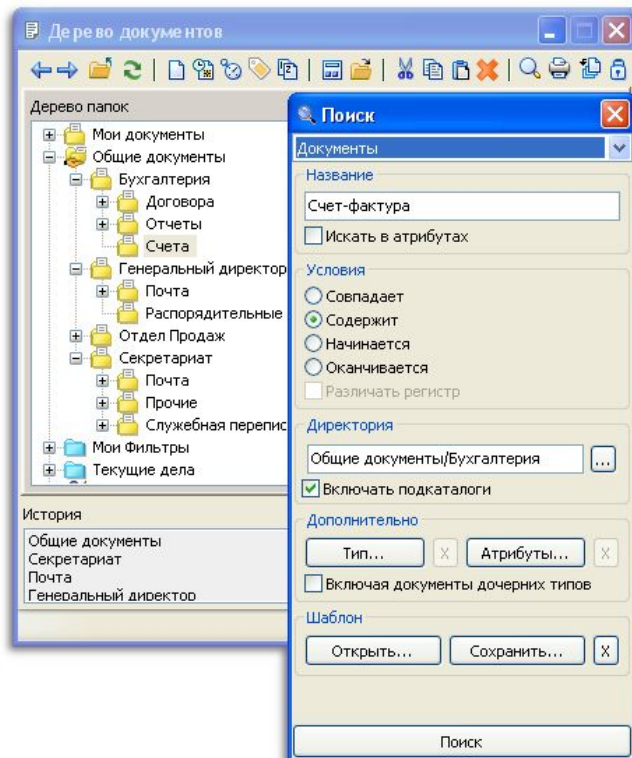 Дерево документов
Дерево папок
Мои документы
Общие документы
Бухгалтерия
Договора
Отчеты
Счета
Генеральный директор
Почта
Распорядительные
Отдел Продаж
Секретариат
Почта
Прочие
Служебная перепис
Мои Фильтры
Текущие дела
История
Общие документы
Секретариат
Почта
Генеральный директор
Поиск
Документы
Название
Счет-фактура
Искать в атрибутах
Условия
Совпадает
Содержит
Начинается
Оканчивается
Различать регистр
Директория
Общие документы/Бухгалтерия ...
Включать подкаталоги
Дополнительно
Тип... X Атрибуты... X
Включая документы дочерних типов
Шаблон
Открыть... Сохранить... X
Поиск